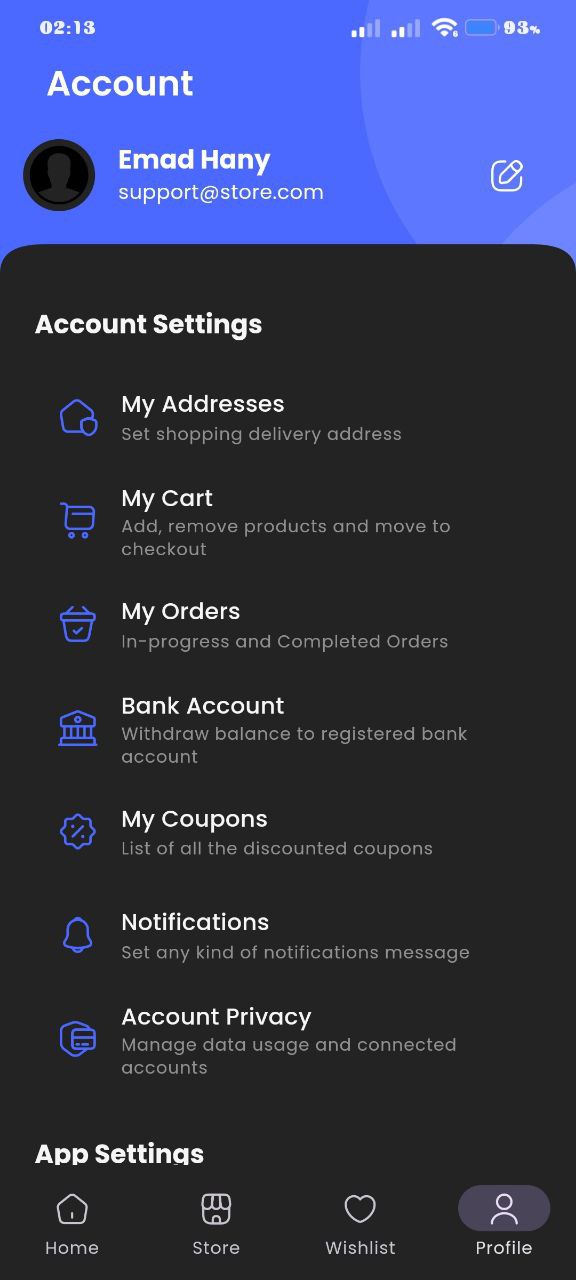 02:13
93%
Account
Emad Hany
support@store.com
Account Settings
My Addresses
Set shopping delivery address
My Cart
Add, remove products and move to
checkout
My Orders
In-progress and Completed Orders
Bank Account
Withdraw balance to registered bank
account
My Coupons
List of all the discounted coupons
Notifications
Set any kind of notifications message
Account Privacy
Manage data usage and connected
accounts
App Settings
Home
Store
Wishlist
Profile